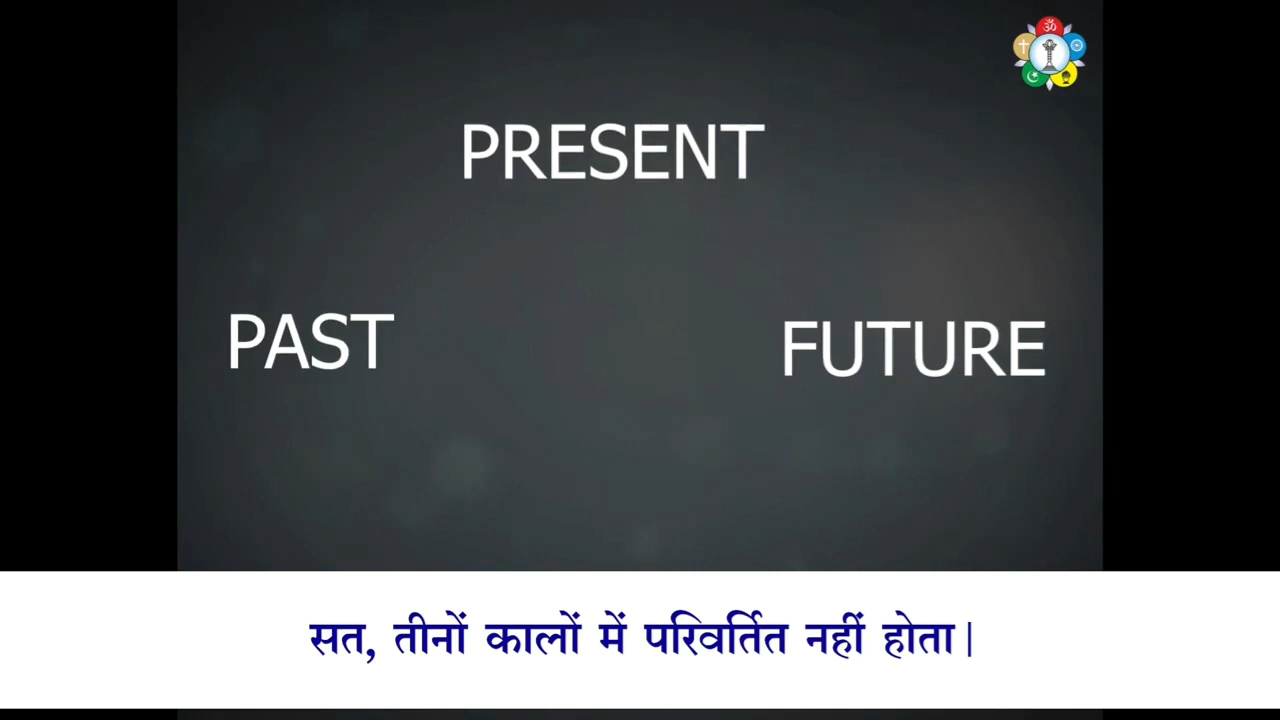 PRESENT
PAST
FUTURE
सत, तीनों कालों में परिवर्तित नहीं होता|